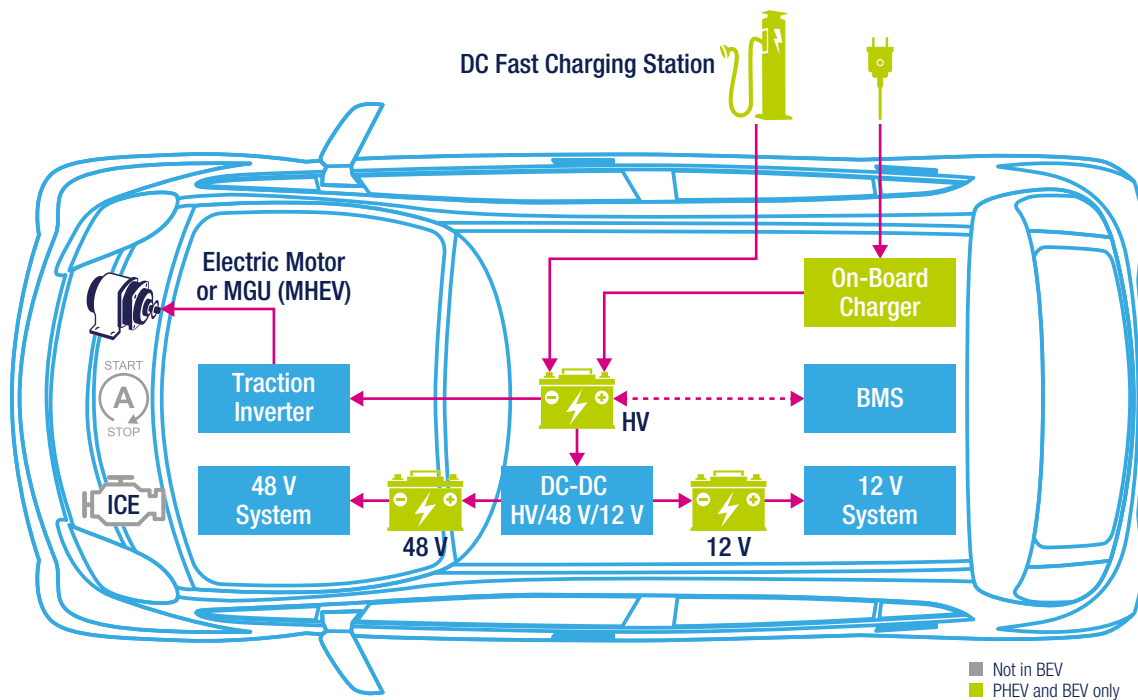 DC Fast Charging Station
Electric Motor
or MGU (MHEV)
On-Board
Charger
START
A
STOP
Traction
Inverter
HV
BMS
ICE
48 V
System
48 V
DC-DC
HV/48 V/12 V
12 V
12 V
System
Not in BEV
PHEV and BEV only